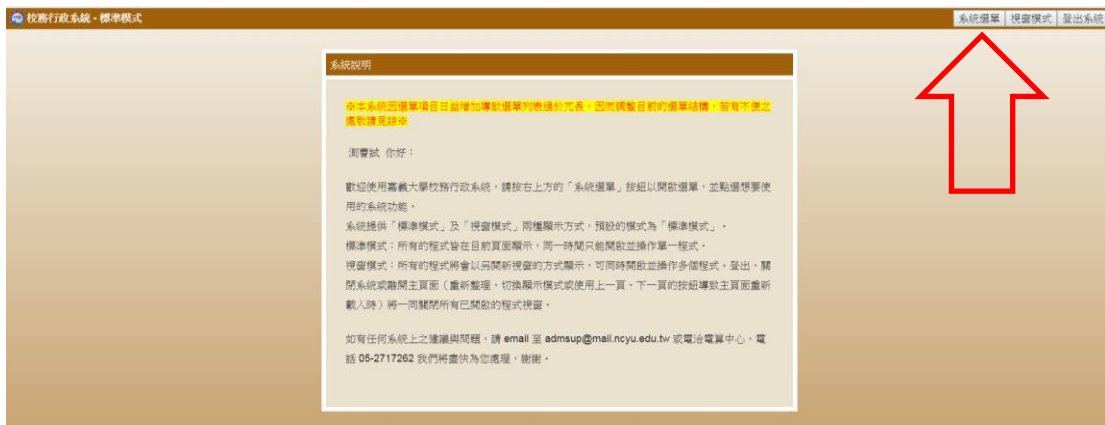 校務行政系統 - 標準模式
系統選單 視窗模式 登出系統
系統說明
※本系統因選單項目日益增加導致選單列表過於冗長，因而調整目前的選單結構，若有不便之
處敬請見諒※
測曹試 你好：
歡迎使用嘉義大學校務行政系統，請按右上方的「系統選單」按鈕以開啟選單，並點選想要使
用的系統功能。
系統提供「標準模式」及「視窗模式」兩種顯示方式，預設的模式為「標準模式」。
標準模式：所有的程式皆在目前頁面顯示，同一時間只能開啟並操作單一程式。
視窗模式：所有的程式將會以另開新視窗的方式顯示，可同時開啟並操作多個程式。登出、關
閉系統或離開主頁面（重新整理、切換顯示模式或使用上一頁、下一頁的按鈕導致主頁面重新
載入時）將一同關閉所有已開啟的程式視窗。
如有任何系統上之建議與問題，請 email 至 admsup@mail.ncyu.edu.tw 或電洽電算中心，電
話 05-2717262 我們將盡快為您處理，謝謝。